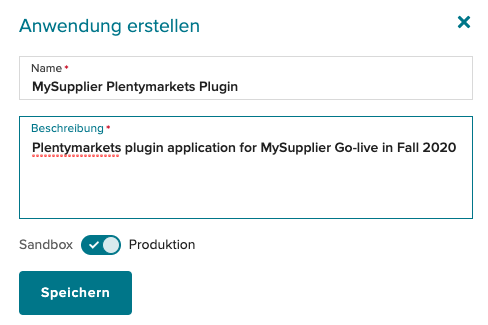 Anwendung erstellen
Name *
MySupplier Plentymarkets Plugin
Beschreibung *
Plentymarkets plugin application for MySupplier Go-live in Fall 2020
Sandbox Produktion
Speichern